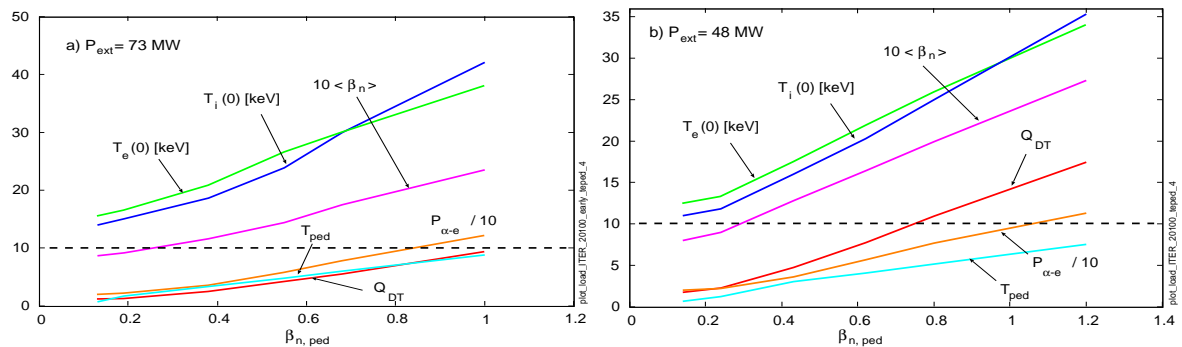 a) P_ext = 73 MW
50
40
30
20
10
0
10 < β_n >
T_i (0) [keV]
T_e (0) [keV]
P_α-e / 10
T_ped
Q_DT
0 0.2 0.4 0.6 0.8 1 1.2
β_n, ped
plot_load_ITER_20100_early_teped_4
b) P_ext = 48 MW
35
30
25
20
15
10
5
0
10 < β_n >
T_i (0) [keV]
T_e (0) [keV]
Q_DT
P_α-e / 10
T_ped
0 0.2 0.4 0.6 0.8 1 1.2 1.4
β_n, ped
plot_load_ITER_20100_teped_4